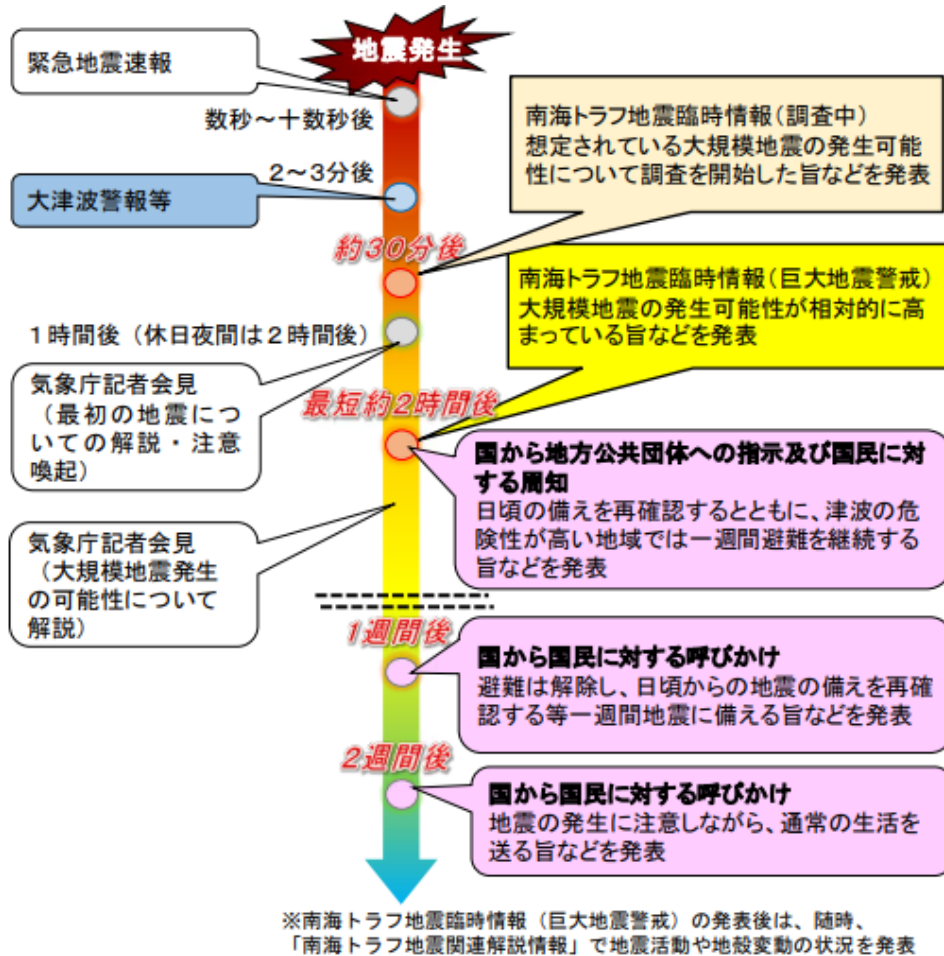 地震発生
緊急地震速報
数秒~十数秒後
2~3分後
大津波警報等
南海トラフ地震臨時情報(調査中)
想定されている大規模地震の発生可能
性について調査を開始した旨などを発表
約30分後
南海トラフ地震臨時情報(巨大地震警戒)
大規模地震の発生可能性が相対的に高
まっている旨などを発表
1時間後(休日夜間は2時間後)
気象庁記者会見
(最初の地震につ
いての解説・注意
喚起)
最短約2時間後
国から地方公共団体への指示及び国民に対
する周知
日頃の備えを再確認するとともに、津波の危
険性が高い地域では一週間避難を継続する
旨などを発表
気象庁記者会見
(大規模地震発生
の可能性について
解説)
1週間後
国から国民に対する呼びかけ
避難は解除し、日頃からの地震の備えを再確
認する等一週間地震に備える旨などを発表
2週間後
国から国民に対する呼びかけ
地震の発生に注意しながら、通常の生活を
送る旨などを発表
※南海トラフ地震臨時情報(巨大地震警戒)の発表後は、随時、
「南海トラフ地震関連解説情報」で地震活動や地殻変動の状況を発表